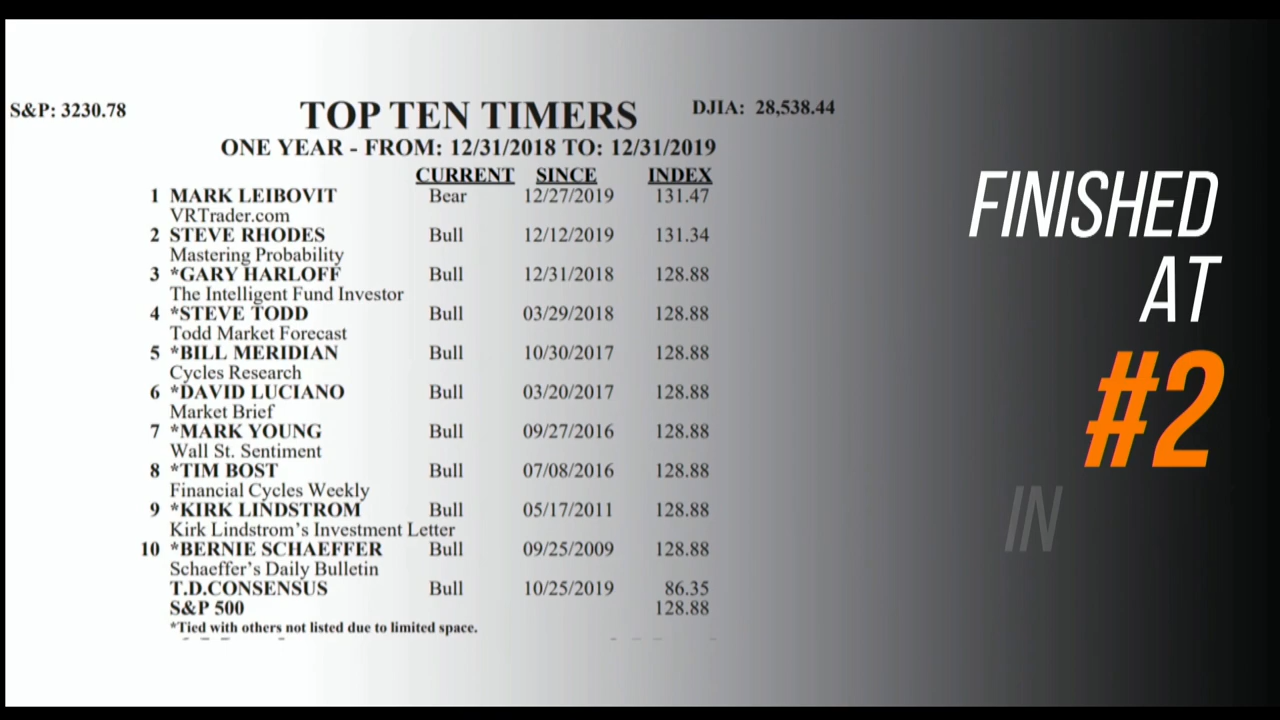 S&P: 3230.78
TOP TEN TIMERS
DJIA: 28,538.44
ONE YEAR - FROM: 12/31/2018 TO: 12/31/2019
CURRENT SINCE INDEX
1 MARK LEIBOVIT Bear 12/27/2019 131.47
VRTrader.com
2 STEVE RHODES Bull 12/12/2019 131.34
Mastering Probability
3 *GARY HARLOFF Bull 12/31/2018 128.88
The Intelligent Fund Investor
4 *STEVE TODD Bull 03/29/2018 128.88
Todd Market Forecast
5 *BILL MERIDIAN Bull 10/30/2017 128.88
Cycles Research
6 *DAVID LUCIANO Bull 03/20/2017 128.88
Market Brief
7 *MARK YOUNG Bull 09/27/2016 128.88
Wall St. Sentiment
8 *TIM BOST Bull 07/08/2016 128.88
Financial Cycles Weekly
9 *KIRK LINDSTROM Bull 05/17/2011 128.88
Kirk Lindstrom's Investment Letter
10 *BERNIE SCHAEFFER Bull 09/25/2009 128.88
Schaeffer's Daily Bulletin
T.D.CONSENSUS Bull 10/25/2019 86.35
S&P 500 128.88
*Tied with others not listed due to limited space.
FINISHED
AT
#2
IN